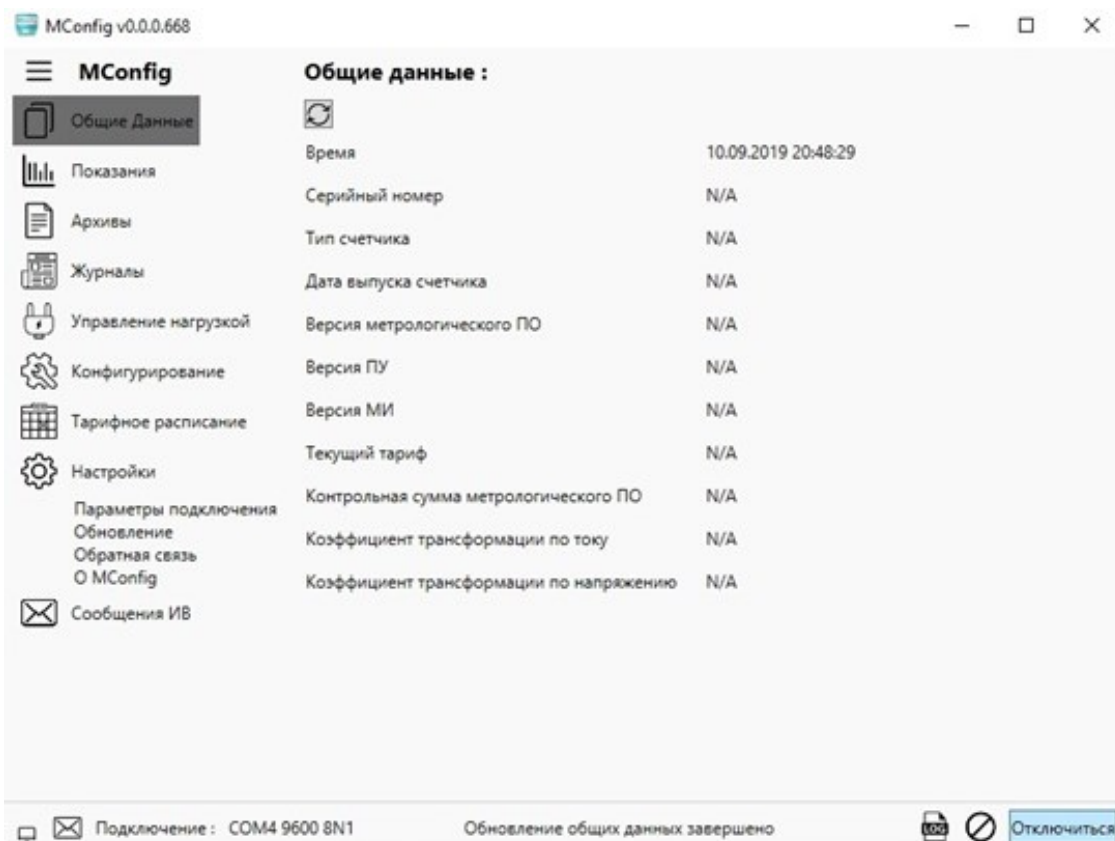 MConfig v0.0.0.668
MConfig
Общие Данные
Показания
Архивы
Журналы
Управление нагрузкой
Конфигурирование
Тарифное расписание
Настройки
Параметры подключения
Обновление
Обратная связь
О MConfig
Сообщения ИВ
Общие данные :
Время 10.09.2019 20:48:29
Серийный номер N/A
Тип счетчика N/A
Дата выпуска счетчика N/A
Версия метрологического ПО N/A
Версия ПУ N/A
Версия МИ N/A
Текущий тариф N/A
Контрольная сумма метрологического ПО N/A
Коэффициент трансформации по току N/A
Коэффициент трансформации по напряжению N/A
Подключение : COM4 9600 8N1 Обновление общих данных завершено LOG Отключиться